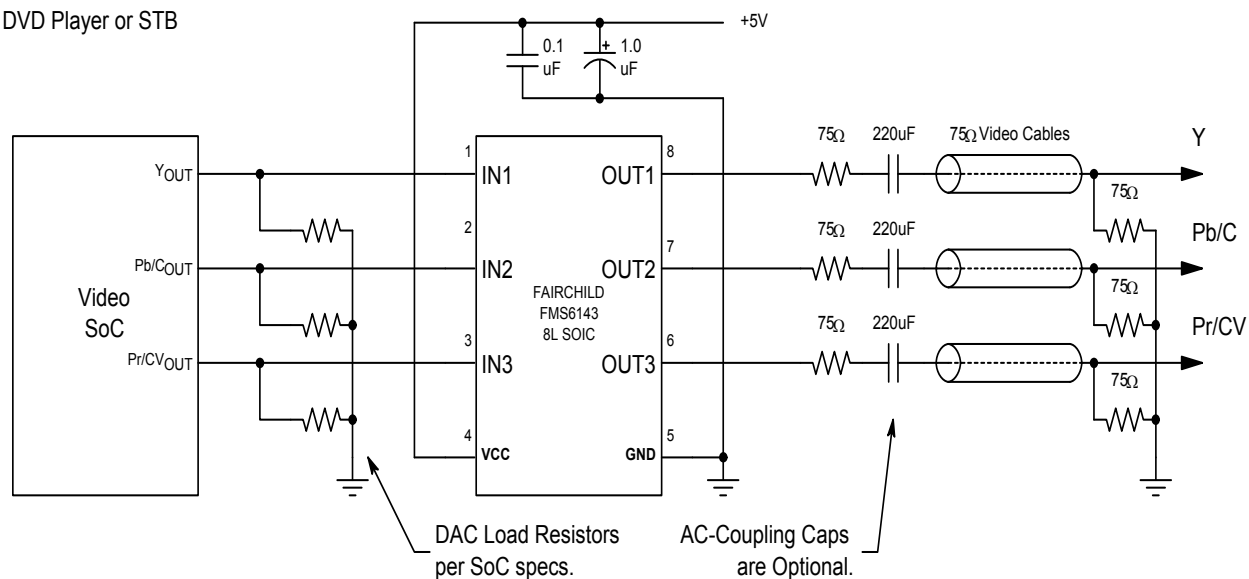 DVD Player or STB
+5V
0.1
uF
+ 1.0
uF
Video
SoC
YOUT
Pb/COUT
Pr/CVOUT
1
2
3
4
IN1
IN2
IN3
VCC
FAIRCHILD
FMS6143
8L SOIC
OUT1
OUT2
OUT3
GND
8
7
6
5
75Ω 220uF 75Ω Video Cables Y
75Ω
75Ω 220uF Pb/C
75Ω
75Ω 220uF Pr/CV
75Ω
DAC Load Resistors
per SoC specs.
AC-Coupling Caps
are Optional.